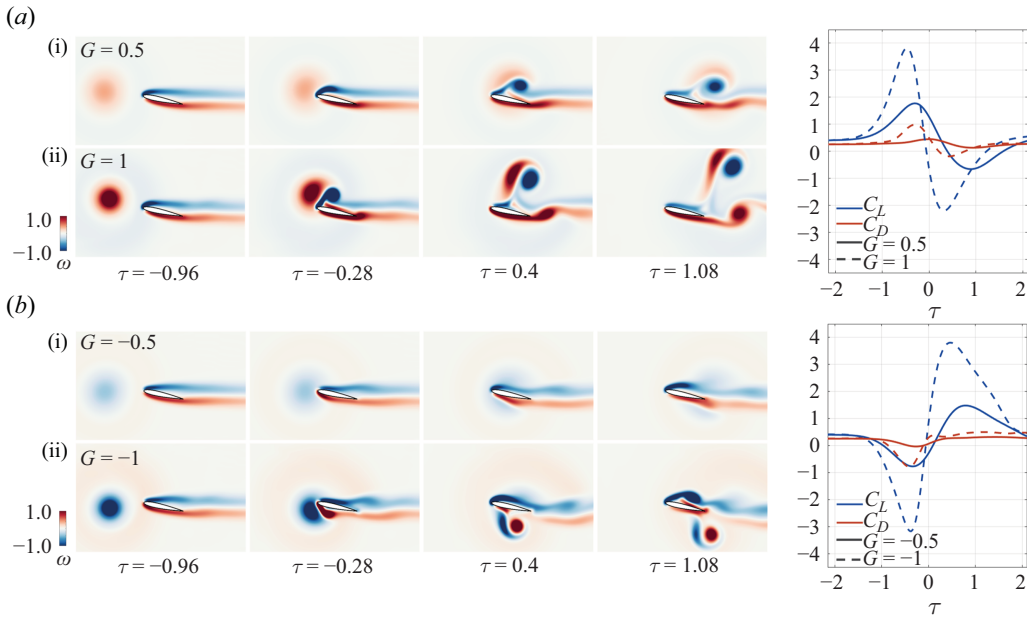 (a)
(i) G = 0.5
(ii) G = 1
1.0
−1.0
ω
τ = −0.96 τ = −0.28 τ = 0.4 τ = 1.08
4
3
2
1
0
−1
−2
−3
−4
C_L
C_D
G = 0.5
G = 1
−2 −1 0 1 2
τ
(b)
(i) G = −0.5
(ii) G = −1
1.0
−1.0
ω
τ = −0.96 τ = −0.28 τ = 0.4 τ = 1.08
4
3
2
1
0
−1
−2
−3
−4
C_L
C_D
G = −0.5
G = −1
−2 −1 0 1 2
τ